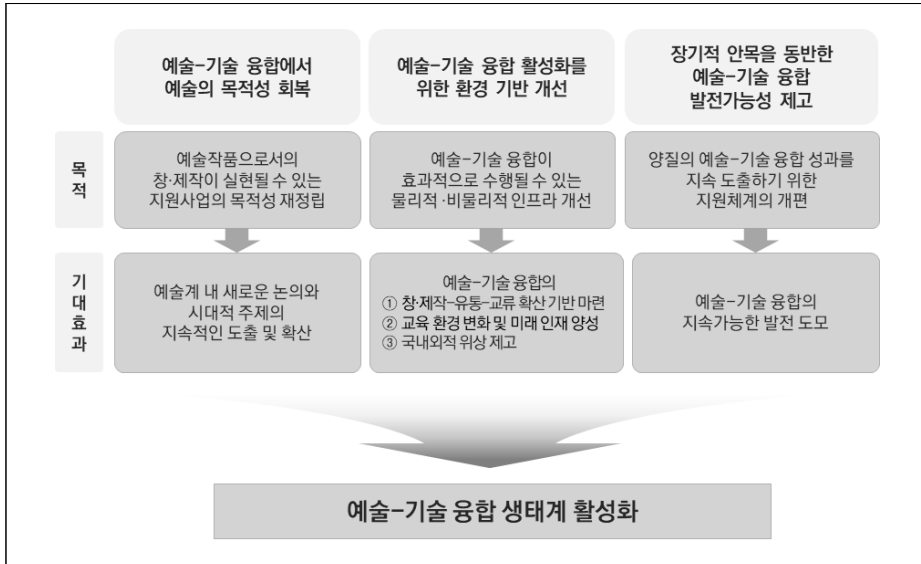 예술-기술 융합에서
예술의 목적성 회복
예술-기술 융합 활성화를
위한 환경 기반 개선
장기적 안목을 동반한
예술-기술 융합
발전가능성 제고
목적
예술작품으로서의
창·제작이 실현될 수 있는
지원사업의 목적성 재정립
예술-기술 융합이
효과적으로 수행될 수 있는
물리적·비물리적 인프라 개선
양질의 예술-기술 융합 성과를
지속 도출하기 위한
지원체계의 개편
기대효과
예술계 내 새로운 논의와
시대적 주제의
지속적인 도출 및 확산
예술-기술 융합의
① 창·제작-유통-교류 확산 기반 마련
② 교육 환경 변화 및 미래 인재 양성
③ 국내외적 위상 제고
예술-기술 융합의
지속가능한 발전 도모
예술-기술 융합 생태계 활성화